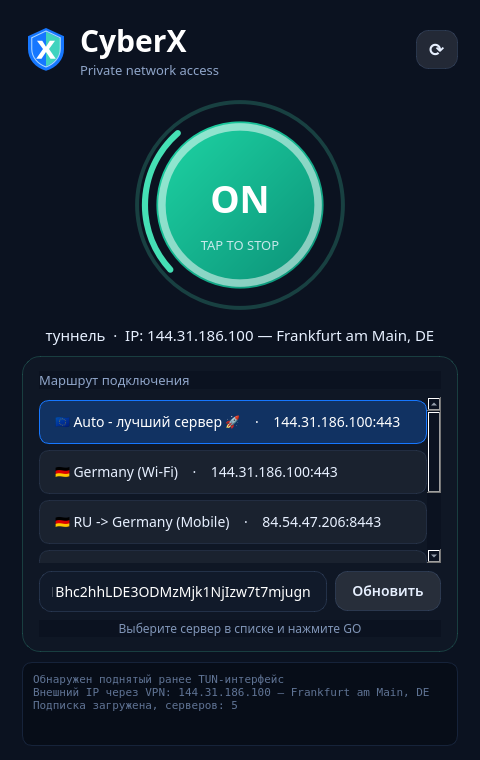 X
CyberX
Private network access
⟳
ON
TAP TO STOP
туннель · IP: 144.31.186.100 — Frankfurt am Main, DE
Маршрут подключения
🇪🇺 Auto - лучший сервер 🚀 · 144.31.186.100:443
🇩🇪 Germany (Wi-Fi) · 144.31.186.100:443
🇩🇪 RU -> Germany (Mobile) · 84.54.47.206:8443
Bhc2hhLDE3ODMzMjk1NjIzw7t7mjugn
Обновить
Выберите сервер в списке и нажмите GO
Обнаружен поднятый ранее TUN-интерфейс
Внешний IP через VPN: 144.31.186.100 — Frankfurt am Main, DE
Подписка загружена, серверов: 5